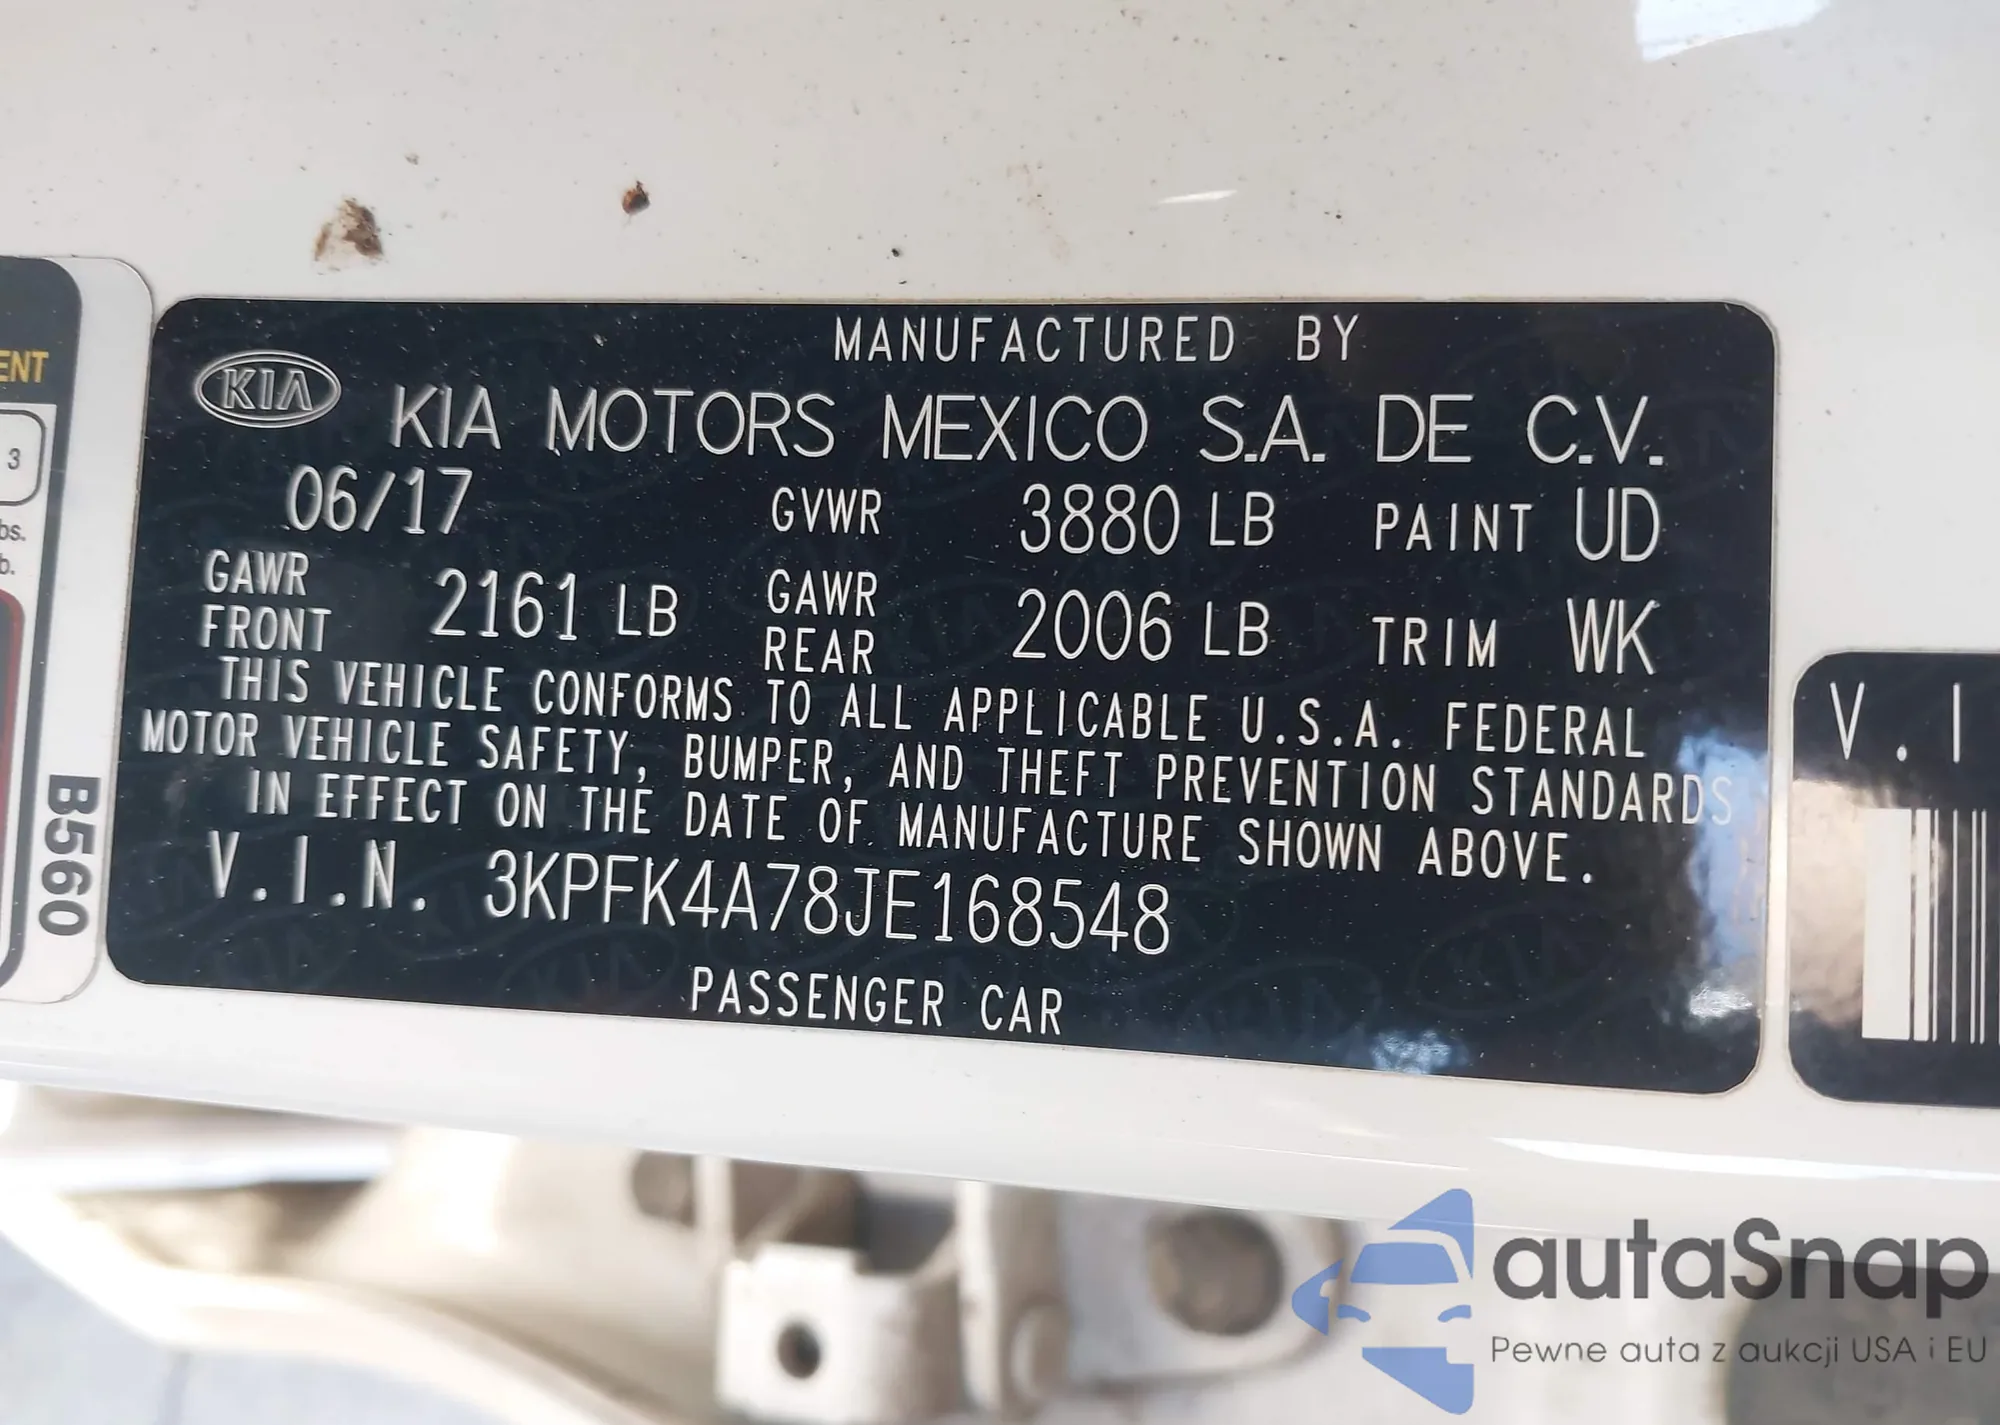 MANUFACTURED BY
KIA
KIA MOTORS MEXICO S.A. DE C.V.
06/17 GVWR 3880 LB PAINT UD
GAWR FRONT 2161 LB GAWR REAR 2006 LB TRIM WK
THIS VEHICLE CONFORMS TO ALL APPLICABLE U.S.A. FEDERAL
MOTOR VEHICLE SAFETY, BUMPER, AND THEFT PREVENTION STANDARDS
IN EFFECT ON THE DATE OF MANUFACTURE SHOWN ABOVE.
V.I.N. 3KPFK4A78JE168548
PASSENGER CAR
ENT
3
bs.
b.
B560
V.I
autaSnap
Pewne auta z aukcji USA i EU